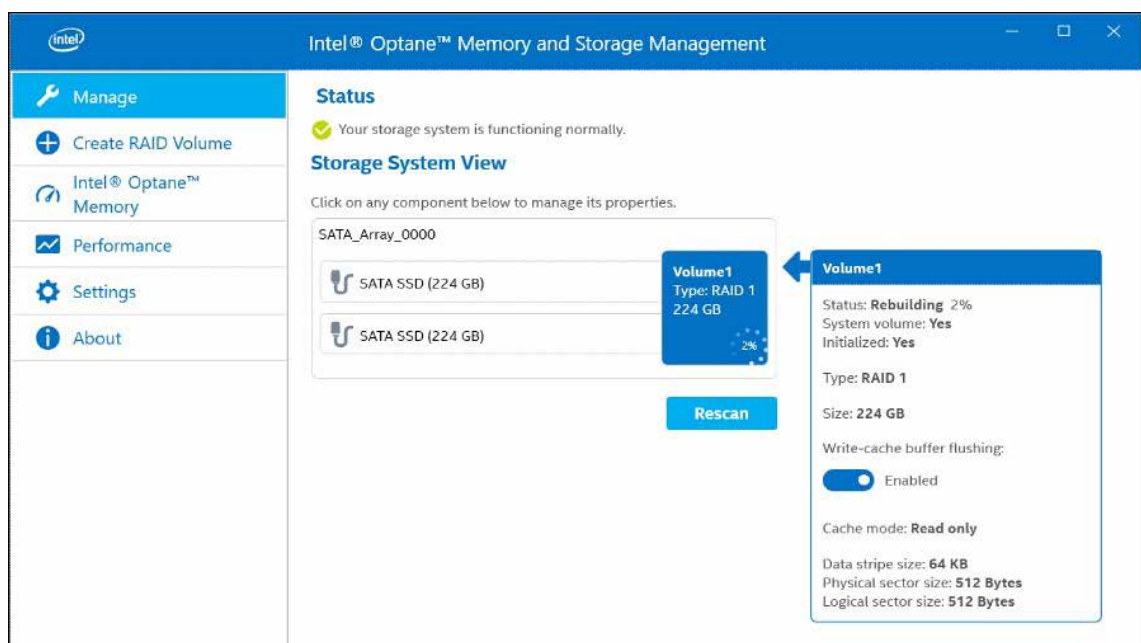 intel
Intel® Optane™ Memory and Storage Management
Manage
Create RAID Volume
Intel® Optane™
Memory
Performance
Settings
About
Status
Your storage system is functioning normally.
Storage System View
Click on any component below to manage its properties.
SATA_Array_0000
SATA SSD (224 GB)
SATA SSD (224 GB)
Volume1
Type: RAID 1
224 GB
2%
Rescan
Volume1
Status: Rebuilding 2%
System volume: Yes
Initialized: Yes
Type: RAID 1
Size: 224 GB
Write-cache buffer flushing:
Enabled
Cache mode: Read only
Data stripe size: 64 KB
Physical sector size: 512 Bytes
Logical sector size: 512 Bytes